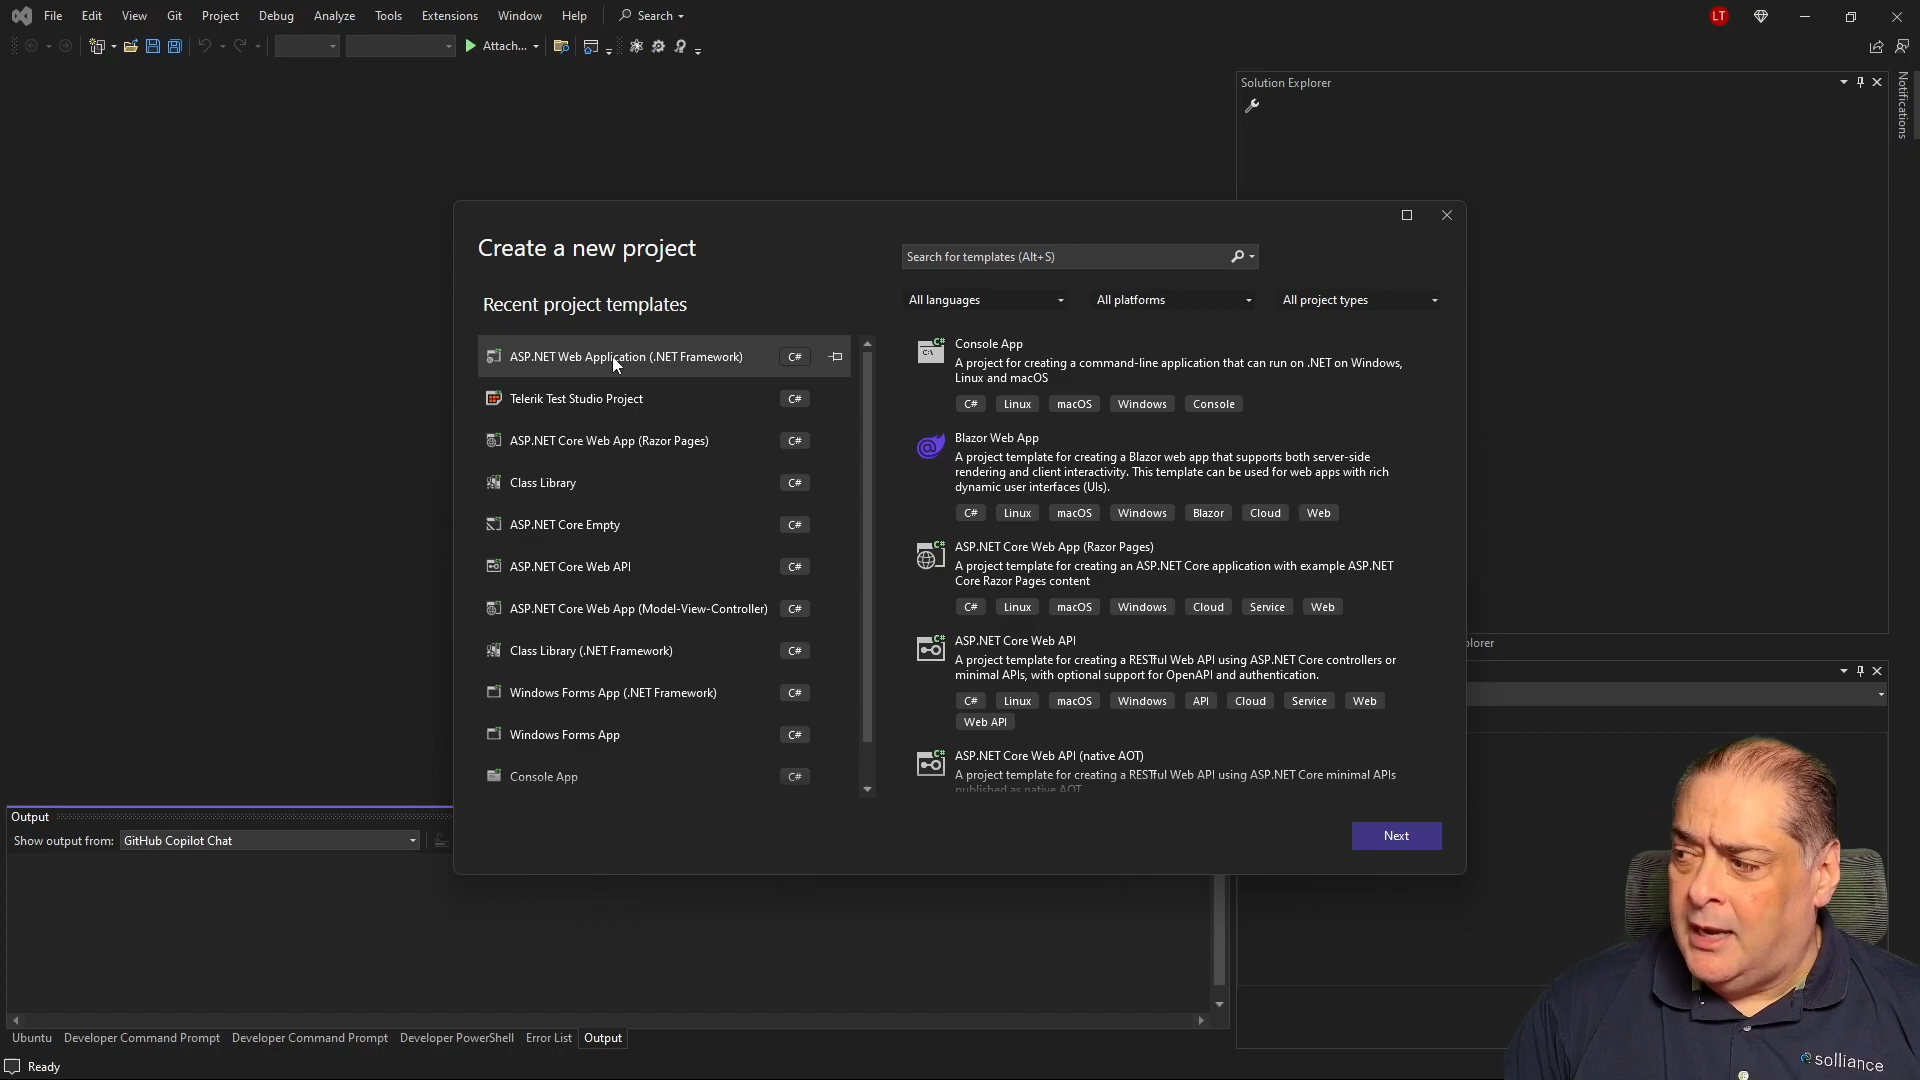 File Edit View Git Project Debug Analyze Tools Extensions Window Help Search LT
Attach...
Solution Explorer
Notifications
Create a new project
Search for templates (Alt+S)
Recent project templates
All languages All platforms All project types
ASP.NET Web Application (.NET Framework) C#
Telerik Test Studio Project C#
ASP.NET Core Web App (Razor Pages) C#
Class Library C#
ASP.NET Core Empty C#
ASP.NET Core Web API C#
ASP.NET Core Web App (Model-View-Controller) C#
Class Library (.NET Framework) C#
Windows Forms App (.NET Framework) C#
Windows Forms App C#
Console App C#
Console App
A project for creating a command-line application that can run on .NET on Windows,
Linux and macOS
C# Linux macOS Windows Console
Blazor Web App
A project template for creating a Blazor web app that supports both server-side
rendering and client interactivity. This template can be used for web apps with rich
dynamic user interfaces (UIs).
C# Linux macOS Windows Blazor Cloud Web
ASP.NET Core Web App (Razor Pages)
A project template for creating an ASP.NET Core application with example ASP.NET
Core Razor Pages content
C# Linux macOS Windows Cloud Service Web
ASP.NET Core Web API
A project template for creating a RESTful Web API using ASP.NET Core controllers or
minimal APIs, with optional support for OpenAPI and authentication.
C# Linux macOS Windows API Cloud Service Web
Web API
ASP.NET Core Web API (native AOT)
A project template for creating a RESTful Web API using ASP.NET Core minimal APIs
published as native AOT.
Next
plorer
Output
Show output from: GitHub Copilot Chat
Ubuntu Developer Command Prompt Developer Command Prompt Developer PowerShell Error List Output
Ready
solliance